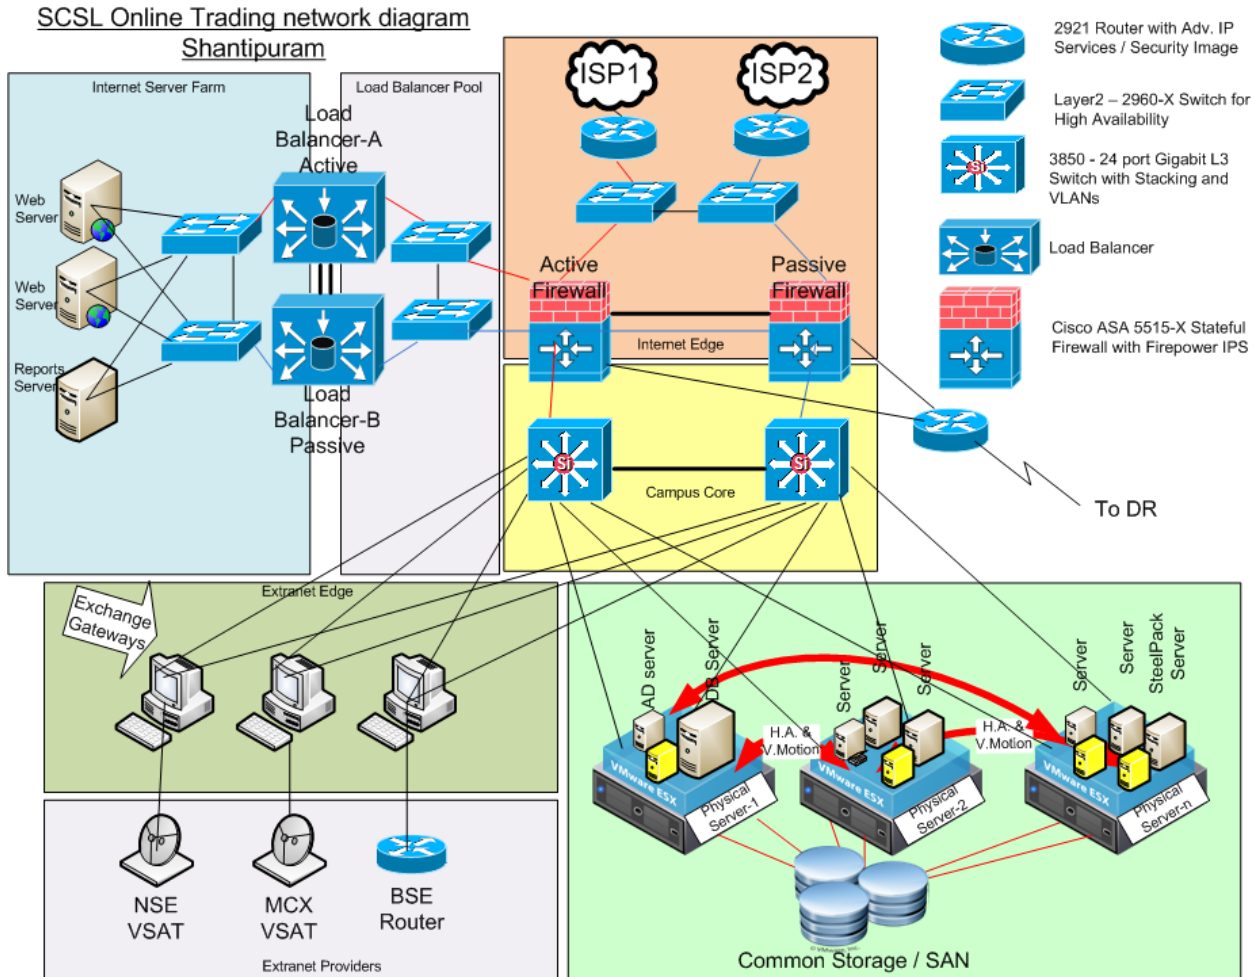 SCSL Online Trading network diagram
Shantipuram
Internet Server Farm
Load Balancer Pool
Load
Balancer-A
Active
Web
Server
Web
Server
Reports
Server
Load
Balancer-B
Passive
ISP1
ISP2
Active
Firewall
Passive
Firewall
Internet Edge
Si
Si
Campus Core
2921 Router with Adv. IP
Services / Security Image
Layer2 – 2960-X Switch for
High Availability
Si
3850 - 24 port Gigabit L3
Switch with Stacking and
VLANs
Load Balancer
Cisco ASA 5515-X Stateful
Firewall with Firepower IPS
To DR
Extranet Edge
Exchange
Gateways
NSE
VSAT
MCX
VSAT
BSE
Router
Extranet Providers
AD server
DB Server
Server
Server
Server
Server
Server
SteelPack
Server
H.A. &
V.Motion
H.A. &
V.Motion
VMware ESX
VMware ESX
VMware ESX
Physical
Server-1
Physical
Server-2
Physical
Server-n
© VMware, Inc.
Common Storage / SAN